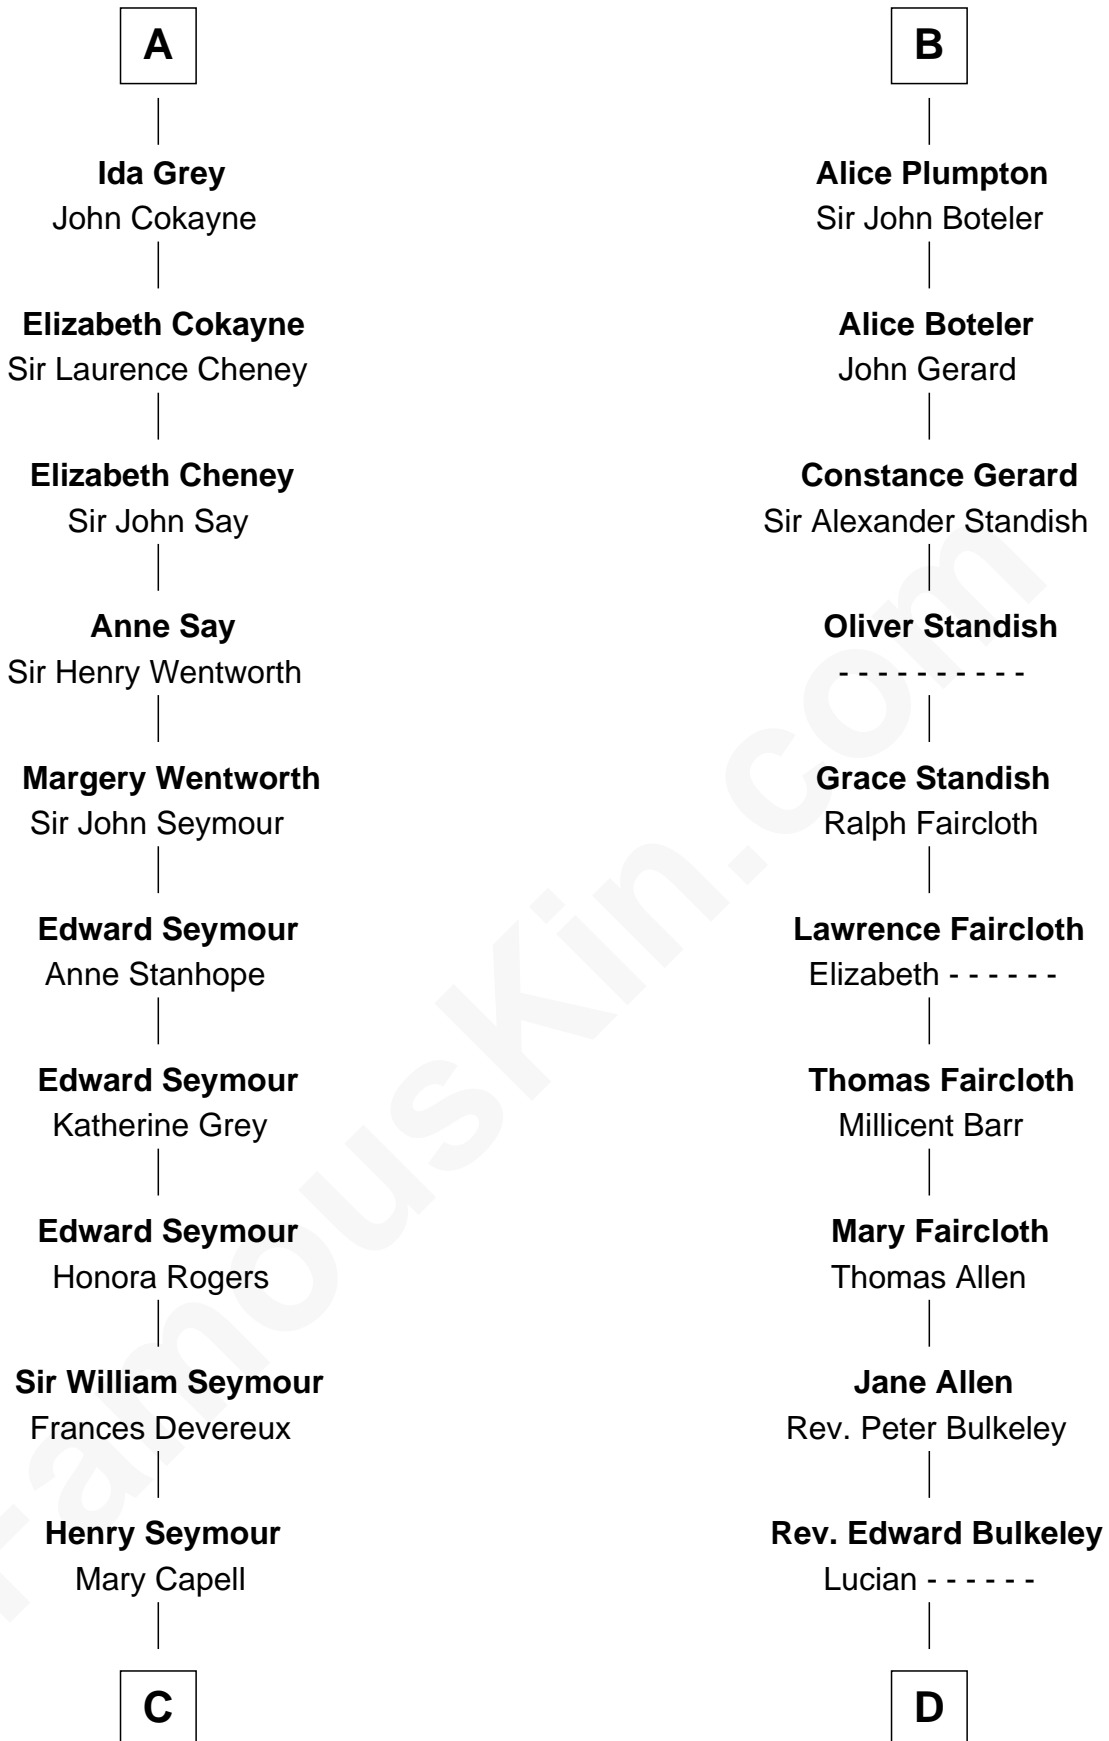 A
Ida Grey
John Cokayne
Elizabeth Cokayne
Sir Laurence Cheney
Elizabeth Cheney
Sir John Say
Anne Say
Sir Henry Wentworth
Margery Wentworth
Sir John Seymour
Edward Seymour
Anne Stanhope
Edward Seymour
Katherine Grey
Edward Seymour
Honora Rogers
Sir William Seymour
Frances Devereux
Henry Seymour
Mary Capell
C
B
Alice Plumpton
Sir John Boteler
Alice Boteler
John Gerard
Constance Gerard
Sir Alexander Standish
Oliver Standish
- - - - - - - - - -
Grace Standish
Ralph Faircloth
Lawrence Faircloth
Elizabeth - - - - - -
Thomas Faircloth
Millicent Barr
Mary Faircloth
Thomas Allen
Jane Allen
Rev. Peter Bulkeley
Rev. Edward Bulkeley
Lucian - - - - - -
D
FamousKin.com